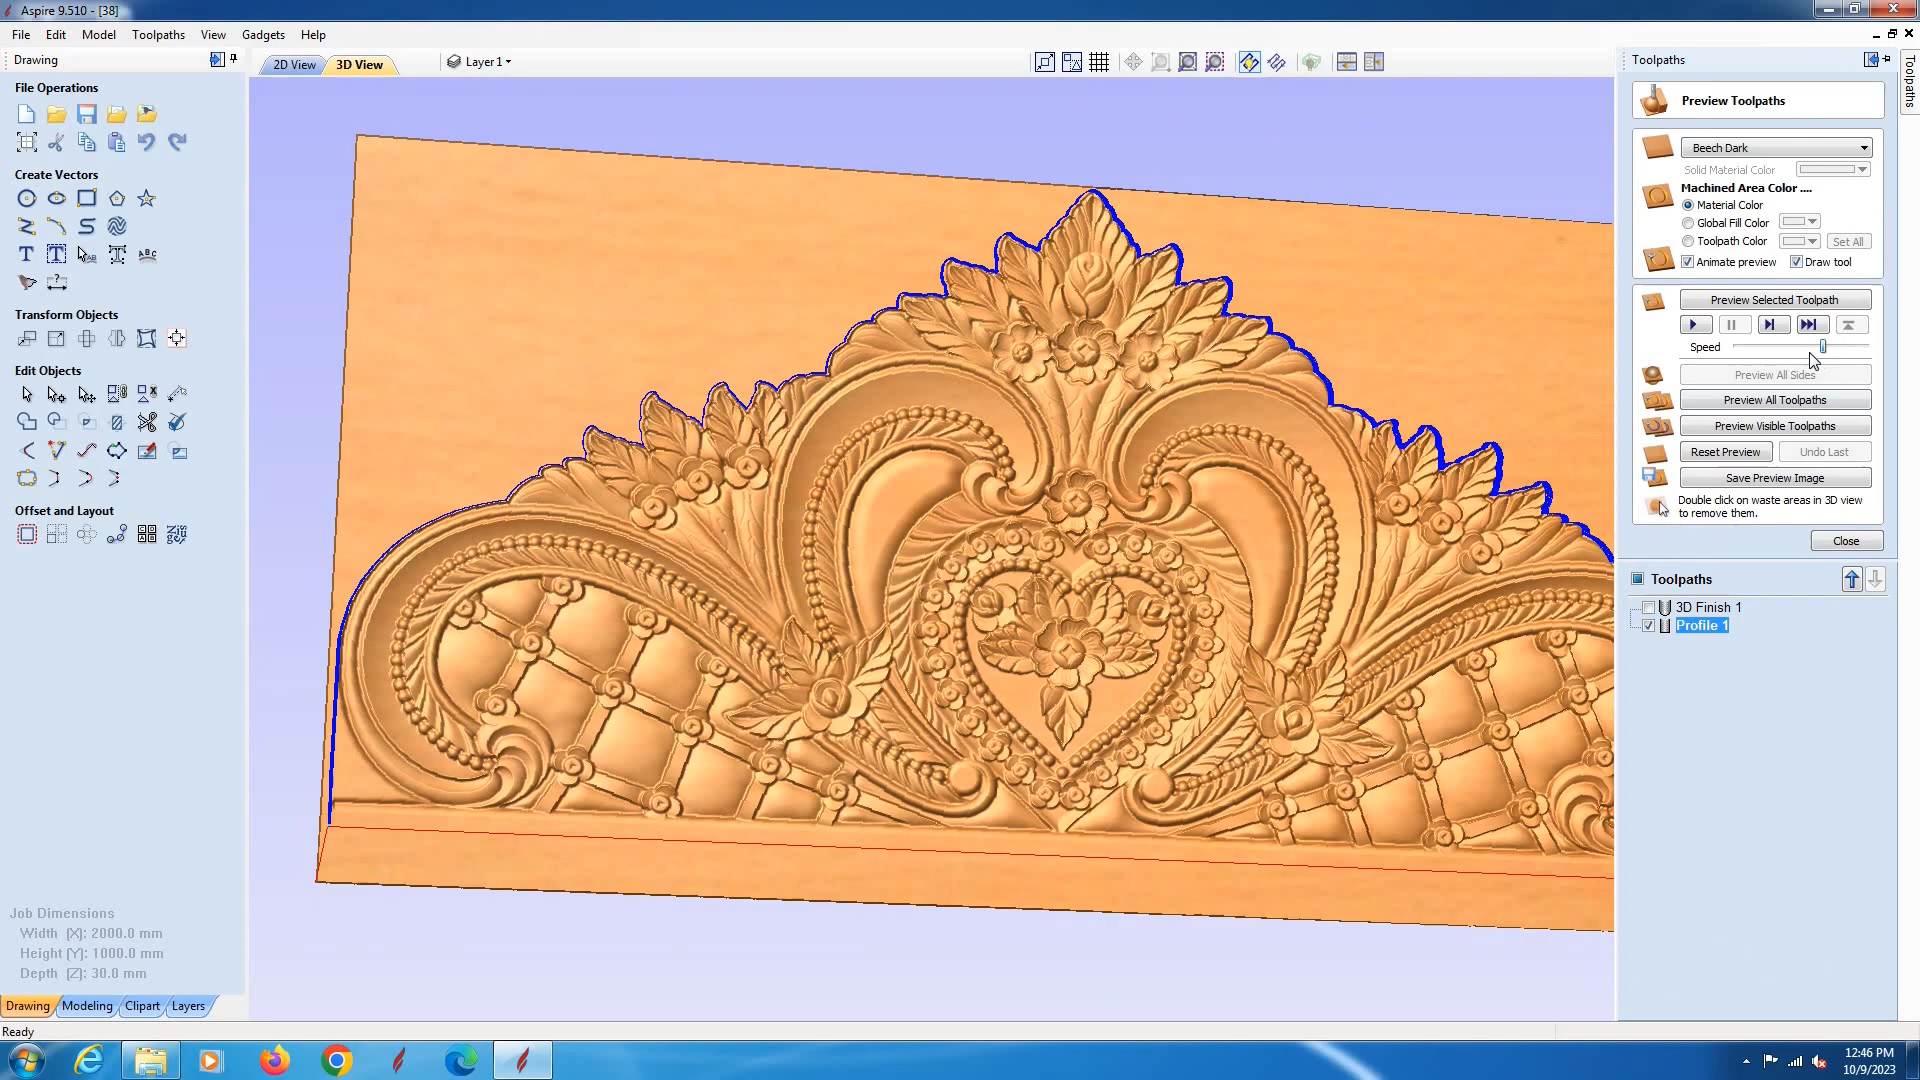 Aspire 9.510 - [38]
File Edit Model Toolpaths View Gadgets Help
Drawing
2D View
3D View
Layer 1
Toolpaths
Toolpaths
File Operations
Create Vectors
Transform Objects
Edit Objects
Offset and Layout
Job Dimensions
Width (X): 2000.0 mm
Height (Y): 1000.0 mm
Depth (Z): 30.0 mm
Drawing Modeling Clipart Layers
Ready
Preview Toolpaths
Beech Dark
Solid Material Color
Machined Area Color ....
Material Color
Global Fill Color
Toolpath Color Set All
Animate preview Draw tool
Preview Selected Toolpath
Speed
Preview All Sides
Preview All Toolpaths
Preview Visible Toolpaths
Reset Preview Undo Last
Save Preview Image
Double click on waste areas in 3D view
to remove them.
Close
Toolpaths
3D Finish 1
Profile 1
12:46 PM
10/9/2023